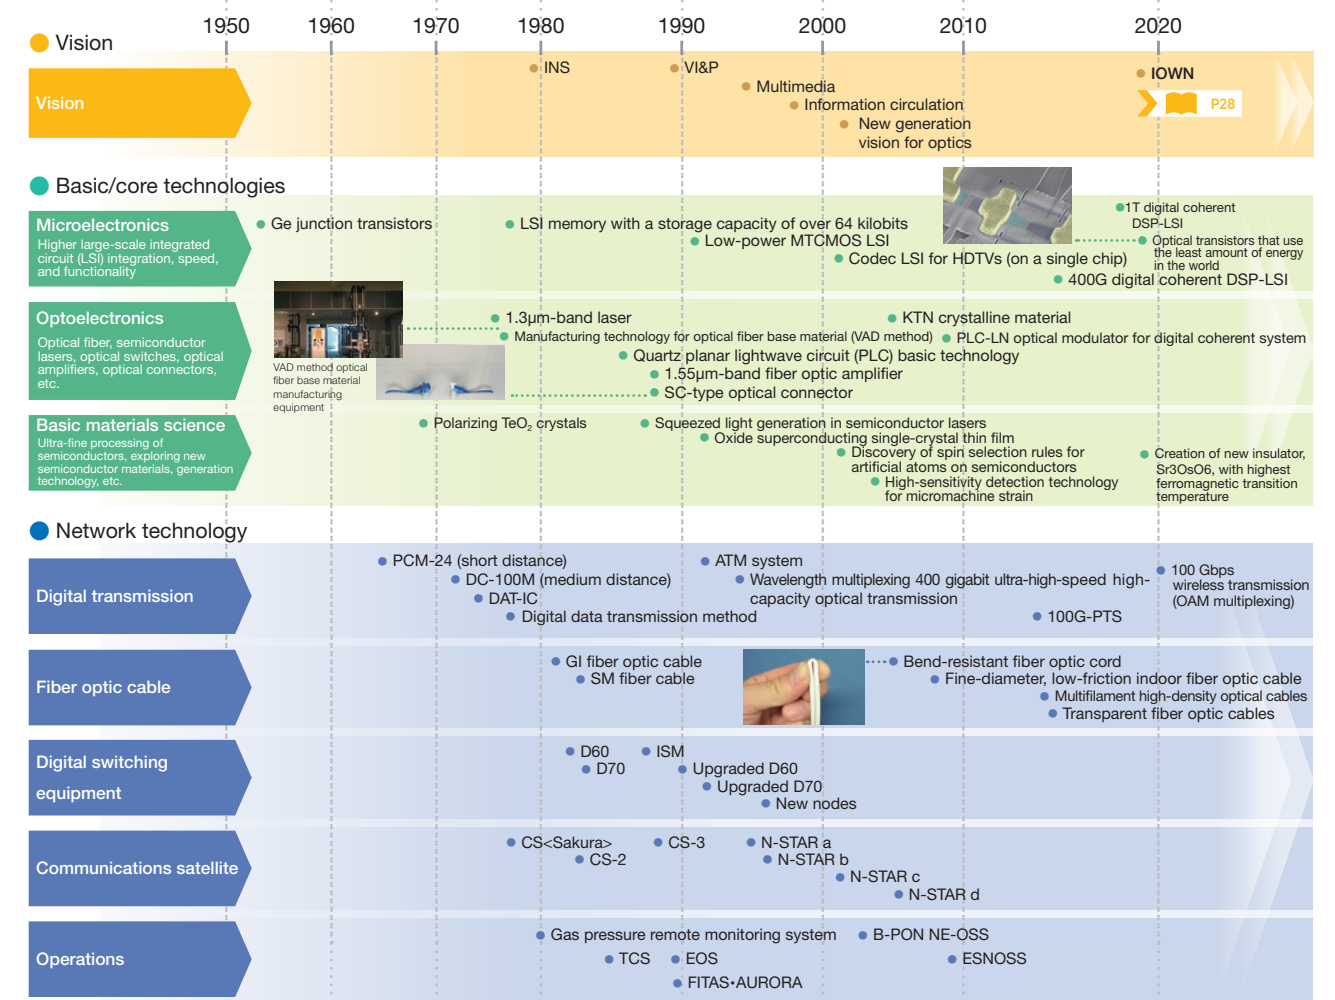 1950 1960 1970 1980 1990 2000 2010 2020
Vision
Vision
INS
VI&P
Multimedia
Information circulation
New generation
vision for optics
IOWN
P28
Basic/core technologies
Microelectronics
Higher large-scale integrated
circuit (LSI) integration, speed,
and functionality
Ge junction transistors
LSI memory with a storage capacity of over 64 kilobits
Low-power MTCMOS LSI
Codec LSI for HDTVs (on a single chip)
1T digital coherent
DSP-LSI
Optical transistors that use
the least amount of energy
in the world
400G digital coherent DSP-LSI
Optoelectronics
Optical fiber, semiconductor
lasers, optical switches, optical
amplifiers, optical connectors,
etc.
VAD method optical
fiber base material
manufacturing
equipment
1.3μm-band laser
Manufacturing technology for optical fiber base material (VAD method)
Quartz planar lightwave circuit (PLC) basic technology
1.55μm-band fiber optic amplifier
SC-type optical connector
KTN crystalline material
PLC-LN optical modulator for digital coherent system
Basic materials science
Ultra-fine processing of
semiconductors, exploring new
semiconductor materials, generation
technology, etc.
Polarizing TeO₂ crystals
Squeezed light generation in semiconductor lasers
Oxide superconducting single-crystal thin film
Discovery of spin selection rules for
artificial atoms on semiconductors
High-sensitivity detection technology
for micromachine strain
Creation of new insulator,
Sr3OsO6, with highest
ferromagnetic transition
temperature
Network technology
Digital transmission
PCM-24 (short distance)
DC-100M (medium distance)
DAT-IC
Digital data transmission method
ATM system
Wavelength multiplexing 400 gigabit ultra-high-speed high-
capacity optical transmission
100G-PTS
100 Gbps
wireless transmission
(OAM multiplexing)
Fiber optic cable
GI fiber optic cable
SM fiber cable
Bend-resistant fiber optic cord
Fine-diameter, low-friction indoor fiber optic cable
Multifilament high-density optical cables
Transparent fiber optic cables
Digital switching
equipment
D60
D70
ISM
Upgraded D60
Upgraded D70
New nodes
Communications satellite
CS<Sakura>
CS-2
CS-3
N-STAR a
N-STAR b
N-STAR c
N-STAR d
Operations
Gas pressure remote monitoring system
TCS
EOS
FITAS•AURORA
B-PON NE-OSS
ESNOSS